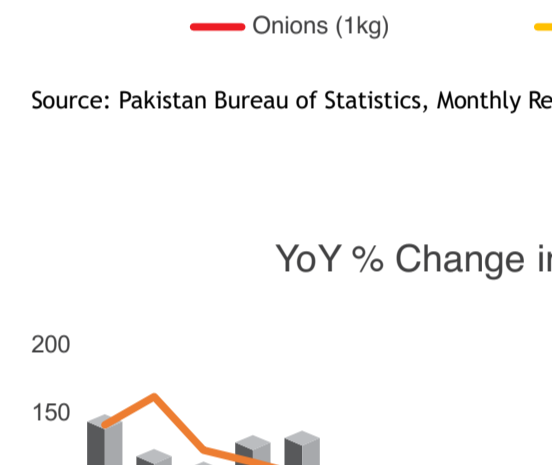 Onions (1kg)
Source: Pakistan Bureau of Statistics, Monthly Re
YoY % Change i
200
150